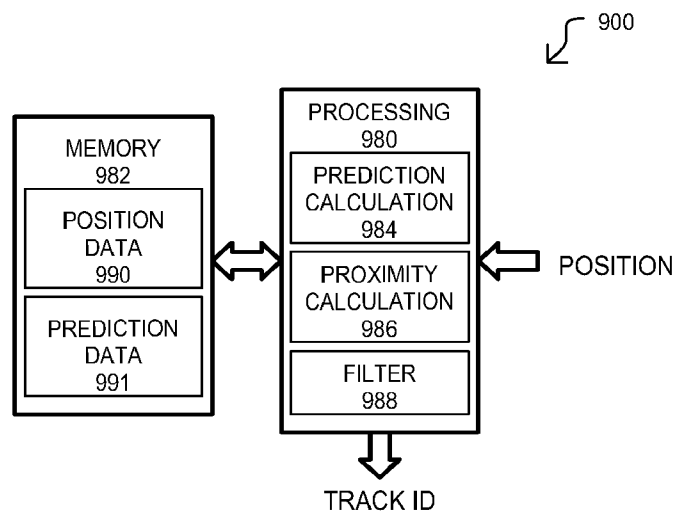 900
MEMORY
982
POSITION
DATA
990
PREDICTION
DATA
991
PROCESSING
980
PREDICTION
CALCULATION
984
PROXIMITY
CALCULATION
986
FILTER
988
POSITION
TRACK ID